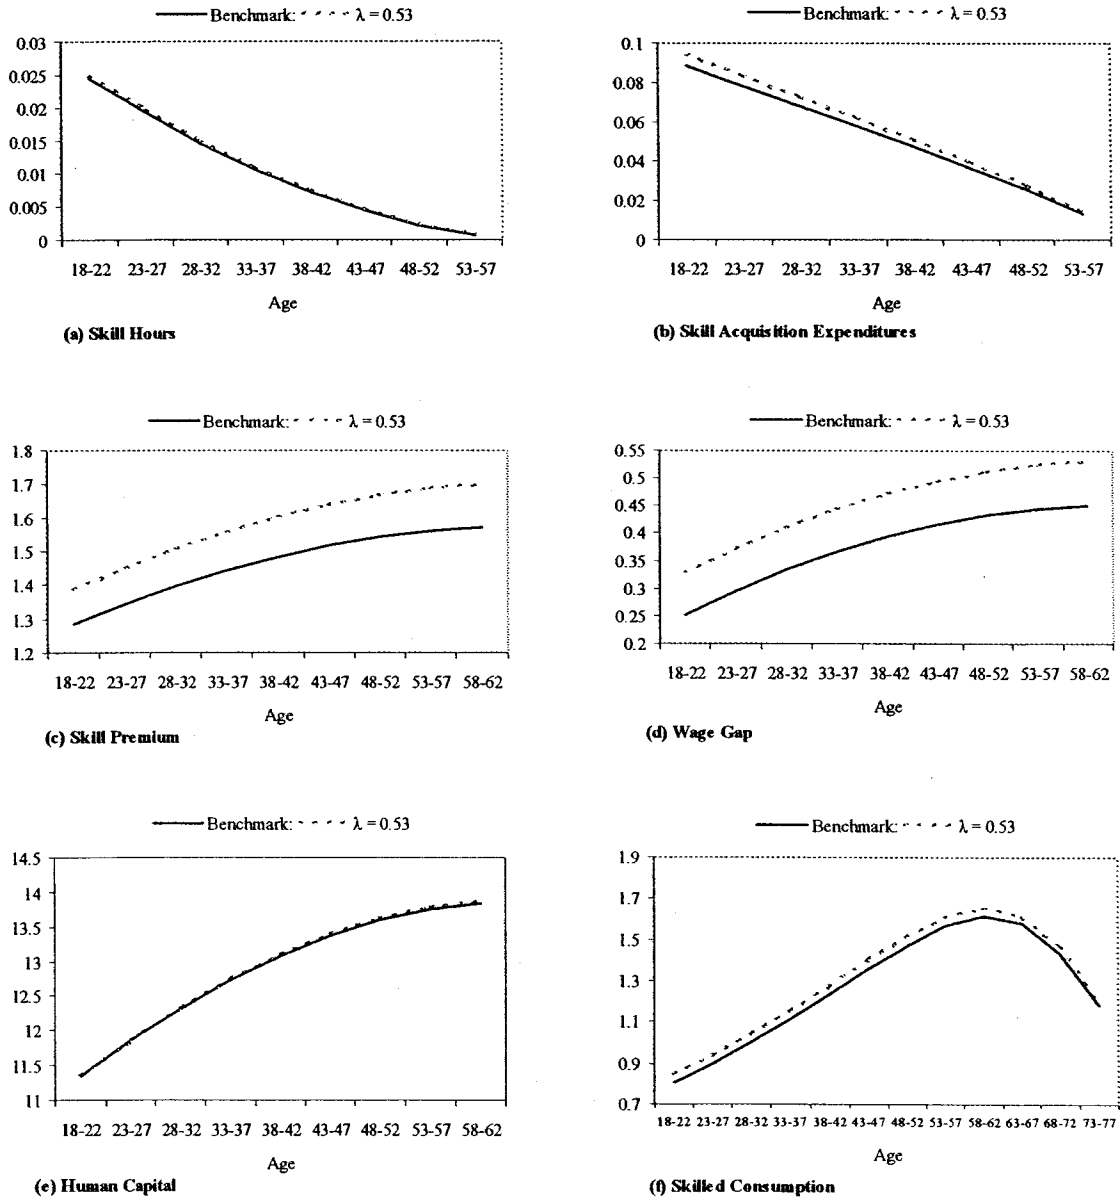 Benchmark: λ = 0.53
0.03
0.025
0.02
0.015
0.01
0.005
0
18-22 23-27 28-32 33-37 38-42 43-47 48-52 53-57
Age
(a) Skill Hours
Benchmark: λ = 0.53
0.1
0.08
0.06
0.04
0.02
0
18-22 23-27 28-32 33-37 38-42 43-47 48-52 53-57
Age
(b) Skill Acquisition Expenditures
Benchmark: λ = 0.53
1.8
1.7
1.6
1.5
1.4
1.3
1.2
18-22 23-27 28-32 33-37 38-42 43-47 48-52 53-57 58-62
Age
(c) Skill Premium
Benchmark: λ = 0.53
0.55
0.5
0.45
0.4
0.35
0.3
0.25
0.2
18-22 23-27 28-32 33-37 38-42 43-47 48-52 53-57 58-62
Age
(d) Wage Gap
Benchmark: λ = 0.53
14.5
14
13.5
13
12.5
12
11.5
11
18-22 23-27 28-32 33-37 38-42 43-47 48-52 53-57 58-62
Age
(e) Human Capital
Benchmark: λ = 0.53
1.9
1.7
1.5
1.3
1.1
0.9
0.7
18-22 23-27 28-32 33-37 38-42 43-47 48-52 53-57 58-62 63-67 68-72 73-77
Age
(f) Skilled Consumption